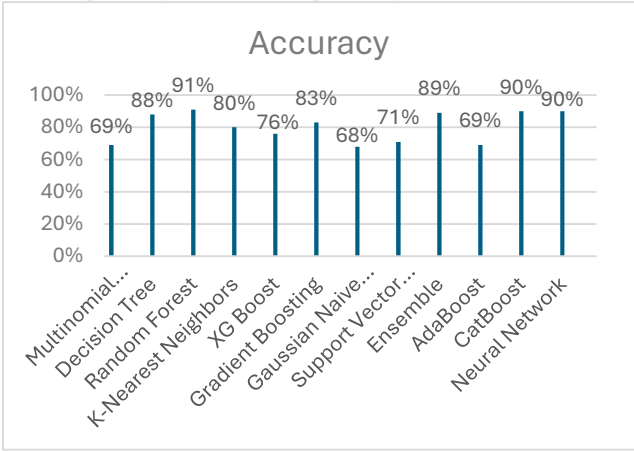 Accuracy
100%
80%
60%
40%
20%
0%
69%
88%
91%
80%
76%
83%
68%
71%
89%
69%
90%
90%
Multinomial...
Decision Tree
Random Forest
K-Nearest Neighbors
XG Boost
Gradient Boosting
Gaussian Naive...
Support Vector...
Ensemble
AdaBoost
CatBoost
Neural Network